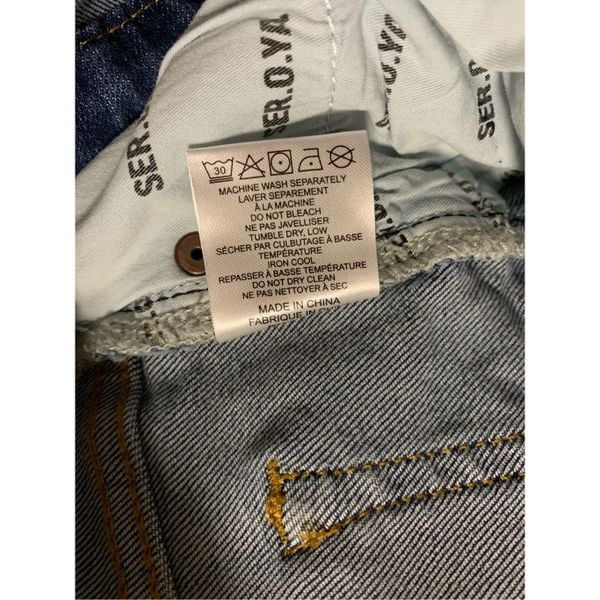 SER.O.YA
SER.O.YA
SER.O.YA
SER.O
30
MACHINE WASH SEPARATELY
LAVER SEPAREMENT
À LA MACHINE
DO NOT BLEACH
NE PAS JAVELLISER
TUMBLE DRY, LOW
SÉCHER PAR CULBUTAGE À BASSE
TEMPÉRATURE
IRON COOL
REPASSER À BASSE TEMPÉRATURE
DO NOT DRY CLEAN
NE PAS NETTOYER À SEC
MADE IN CHINA
FABRIQUE